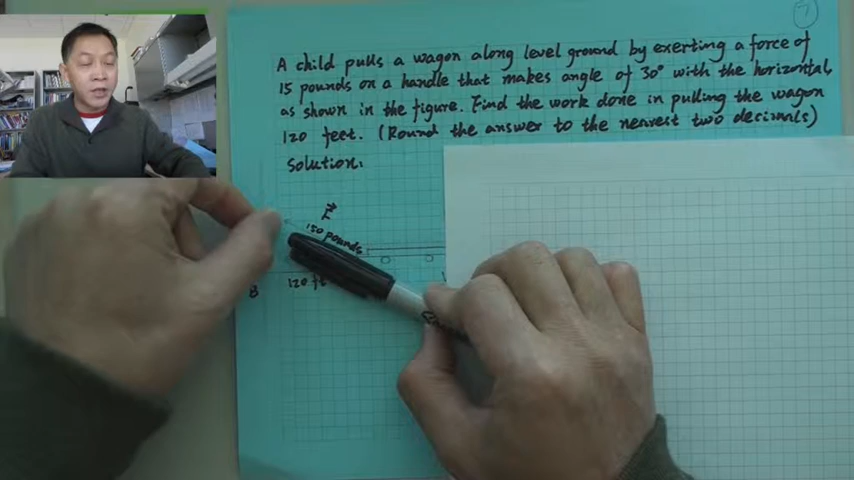 7
A child pulls a wagon along level ground by exerting a force of
15 pounds on a handle that makes angle of 30° with the horizontal,
as shown in the figure. Find the work done in pulling the wagon
120 feet. (Round the answer to the nearest two decimals)
solution.
F
150 pounds
120 ft
B